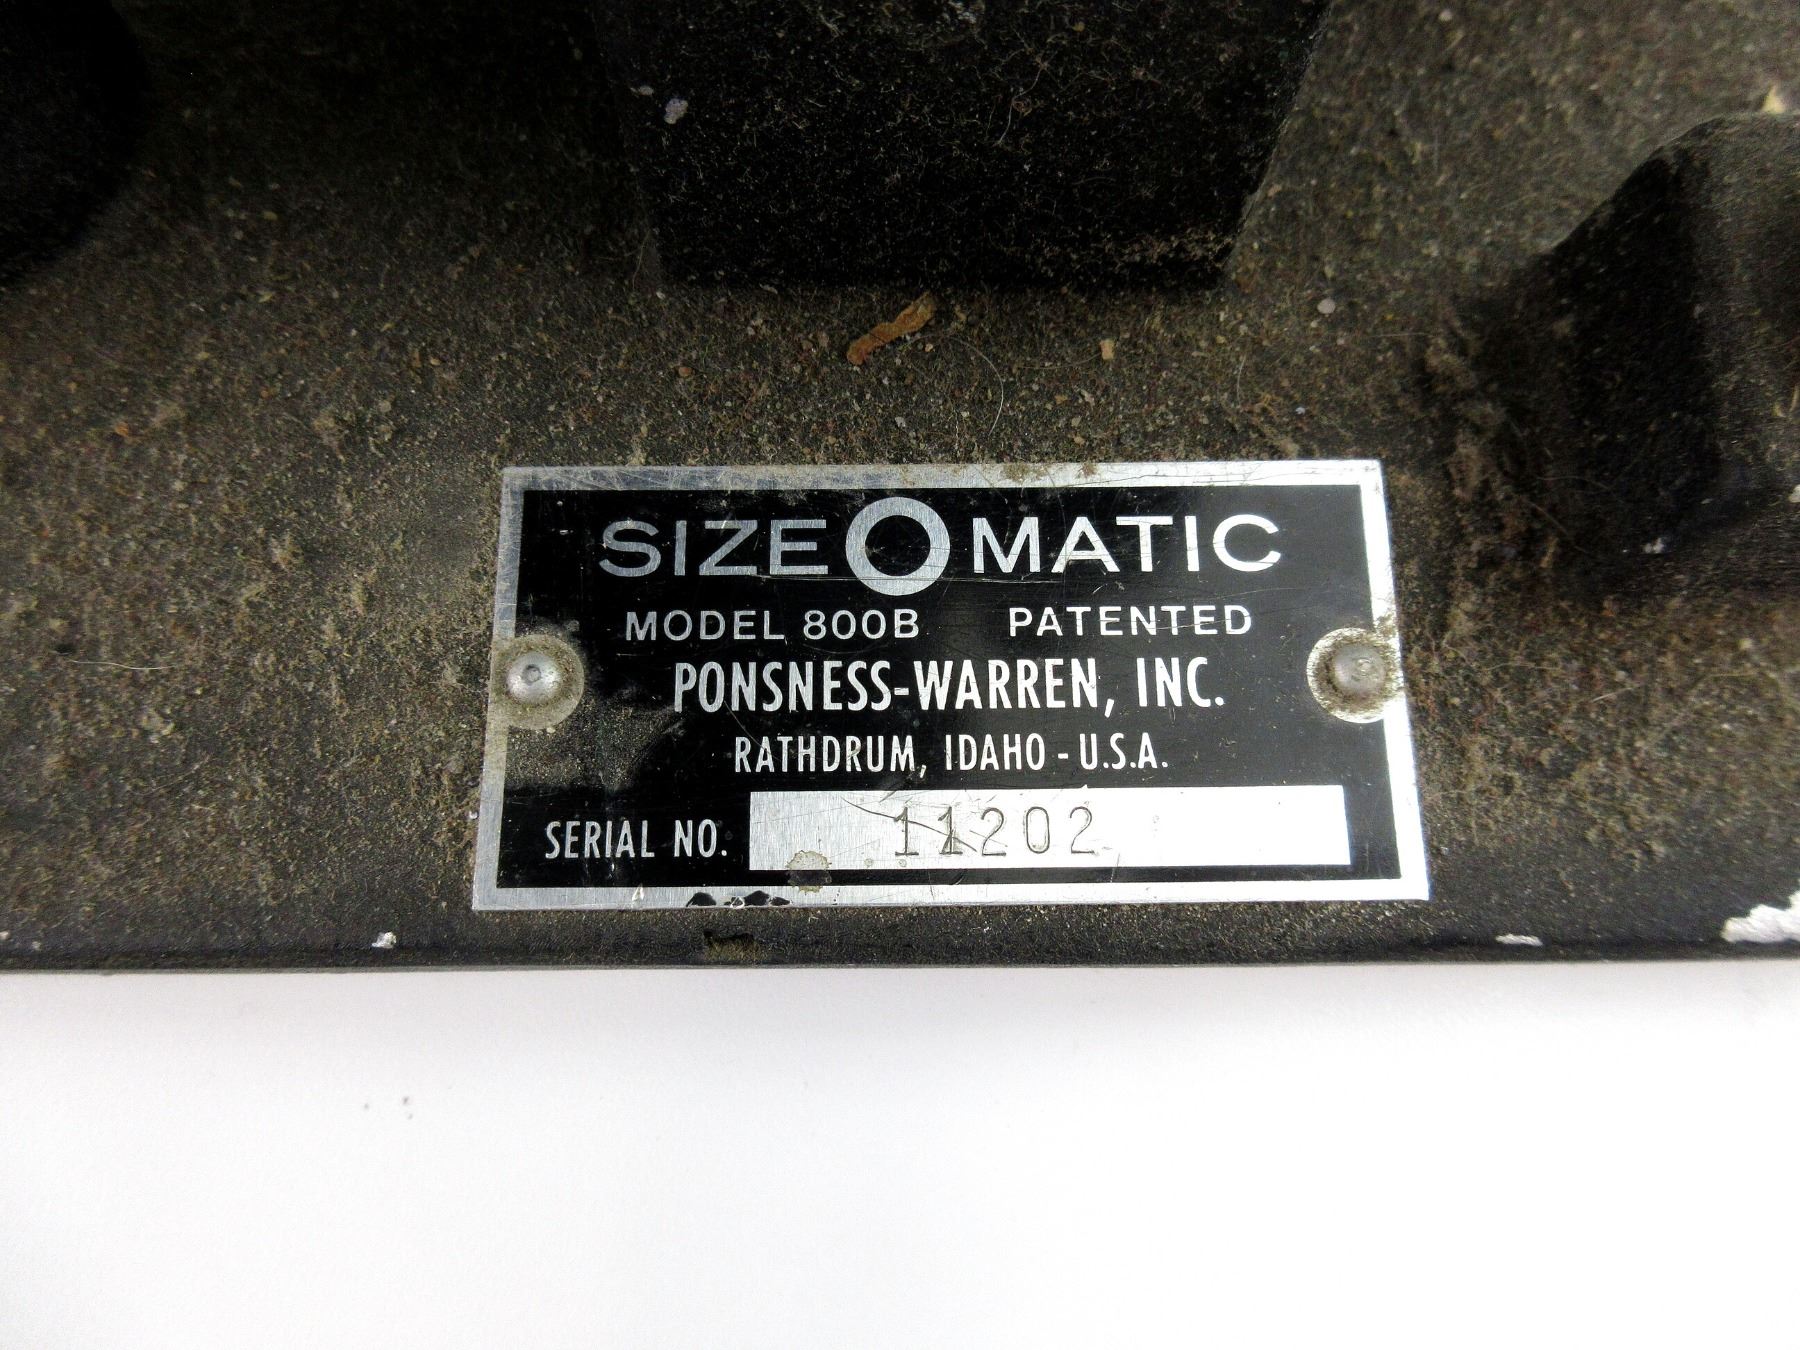 SIZE O MATIC
MODEL 800B PATENTED
PONSNESS-WARREN, INC.
RATHDRUM, IDAHO - U.S.A.
SERIAL NO. 11202